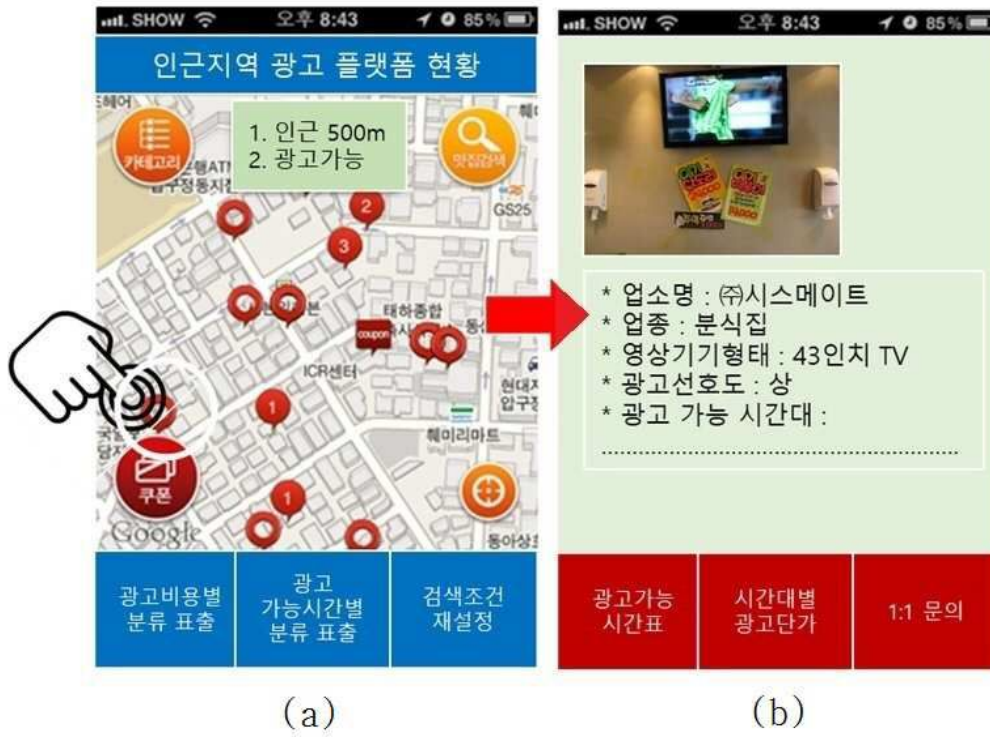 SHOW 오후 8:43 85%
인근지역 광고 플랫폼 현황
1. 인근 500m
2. 광고가능
카테고리
맛집검색
GS25
2
3
태하종합
coupon
ICR센터
1
훼미리마트
쿠폰
1
Google
광고비용별
분류 표출
광고
가능시간별
분류 표출
검색조건
재설정
(a)
SHOW 오후 8:43 85%
* 업소명 : ㈜시스메이트
* 업종 : 분식집
* 영상기기형태 : 43인치 TV
* 광고선호도 : 상
* 광고 가능 시간대 :
광고가능
시간표
시간대별
광고단가
1:1 문의
(b)